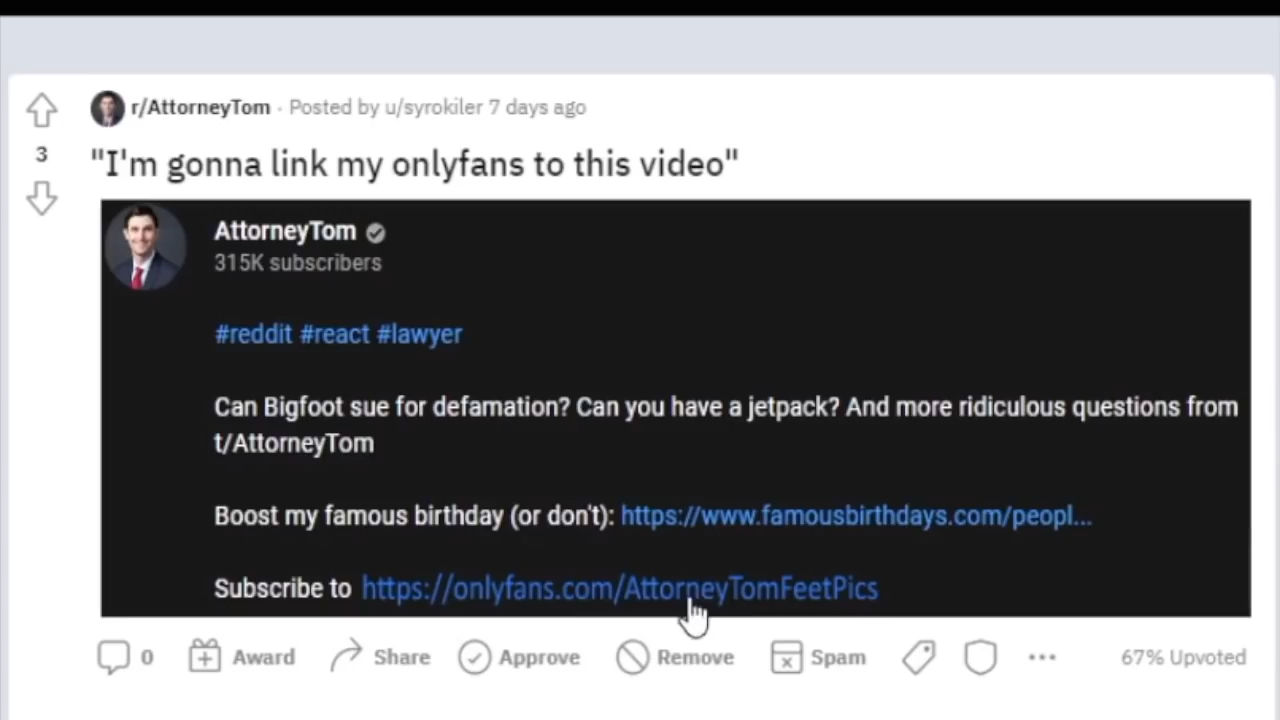 r/AttorneyTom · Posted by u/syrokiler 7 days ago
3
"I'm gonna link my onlyfans to this video"
AttorneyTom
315K subscribers
#reddit #react #lawyer
Can Bigfoot sue for defamation? Can you have a jetpack? And more ridiculous questions from
t/AttorneyTom
Boost my famous birthday (or don't): https://www.famousbirthdays.com/peopl...
Subscribe to https://onlyfans.com/AttorneyTomFeetPics
0 Award Share Approve Remove Spam ... 67% Upvoted